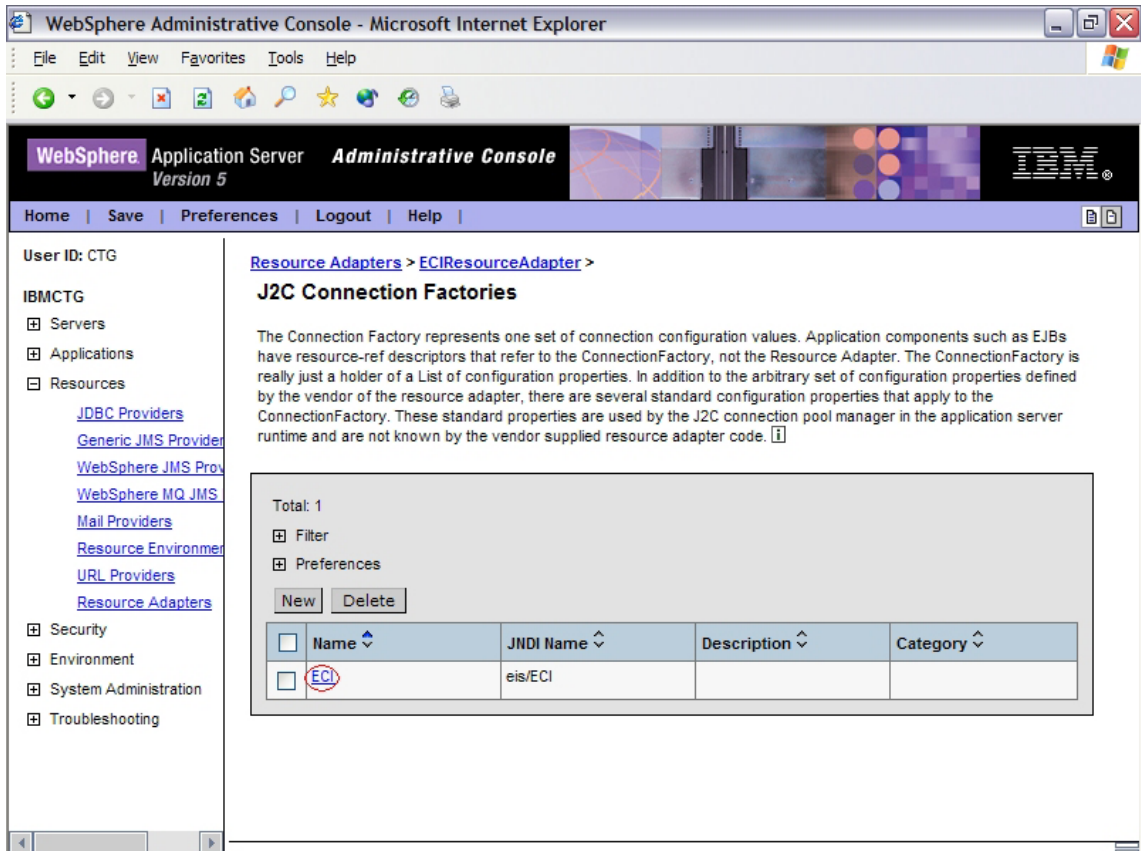 WebSphere Administrative Console - Microsoft Internet Explorer
File Edit View Favorites Tools Help
WebSphere. Application Server Administrative Console
Version 5
IBM®
Home | Save | Preferences | Logout | Help |
User ID: CTG
IBMCTG
Servers
Applications
Resources
JDBC Providers
Generic JMS Provider
WebSphere JMS Prov
WebSphere MQ JMS
Mail Providers
Resource Environmen
URL Providers
Resource Adapters
Security
Environment
System Administration
Troubleshooting
Resource Adapters > ECIResourceAdapter >
J2C Connection Factories
The Connection Factory represents one set of connection configuration values. Application components such as EJBs
have resource-ref descriptors that refer to the ConnectionFactory, not the Resource Adapter. The ConnectionFactory is
really just a holder of a List of configuration properties. In addition to the arbitrary set of configuration properties defined
by the vendor of the resource adapter, there are several standard configuration properties that apply to the
ConnectionFactory. These standard properties are used by the J2C connection pool manager in the application server
runtime and are not known by the vendor supplied resource adapter code. i
Total: 1
Filter
Preferences
New Delete
Name JNDI Name Description Category
ECI eis/ECI